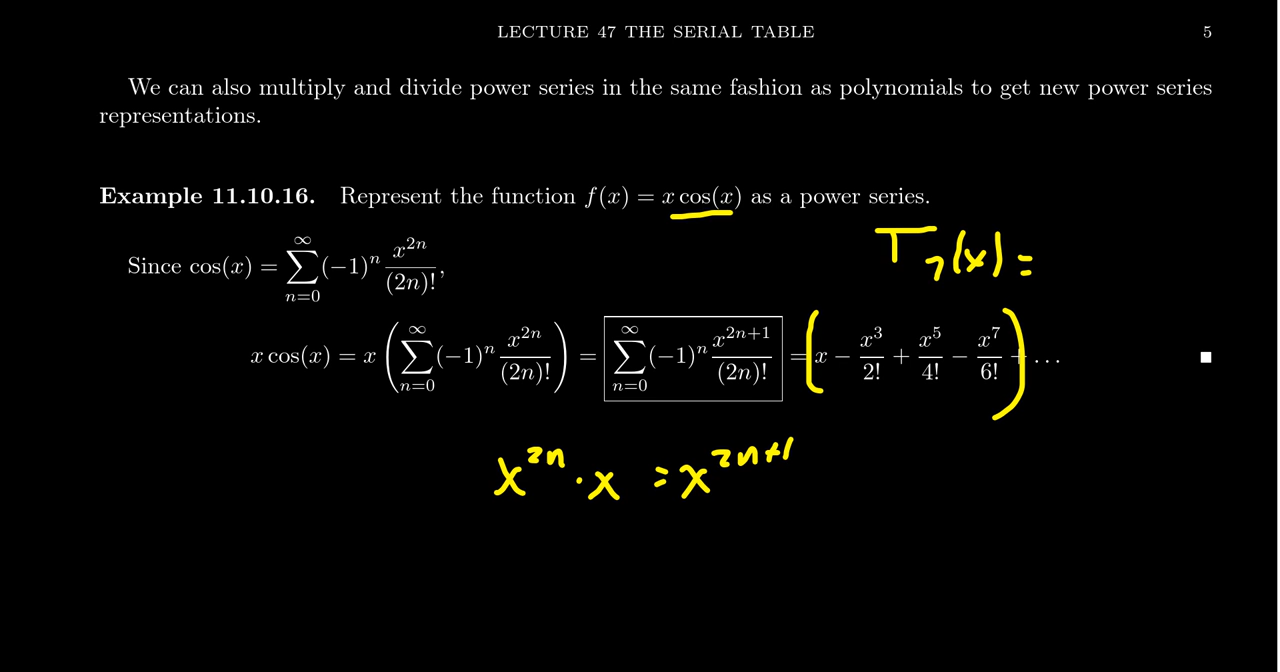 LECTURE 47 THE SERIAL TABLE 5
We can also multiply and divide power series in the same fashion as polynomials to get new power series
representations.
Example 11.10.16. Represent the function f(x) = x cos(x) as a power series.
T₇(x) =
Since cos(x) = ∑_{n=0}^{∞} (−1)^n x^{2n}/(2n)!,
x cos(x) = x (∑_{n=0}^{∞} (−1)^n x^{2n}/(2n)!) = ∑_{n=0}^{∞} (−1)^n x^{2n+1}/(2n)! = (x − x^3/2! + x^5/4! − x^7/6!) + … ■
x^{2n} · x = x^{2n+1}